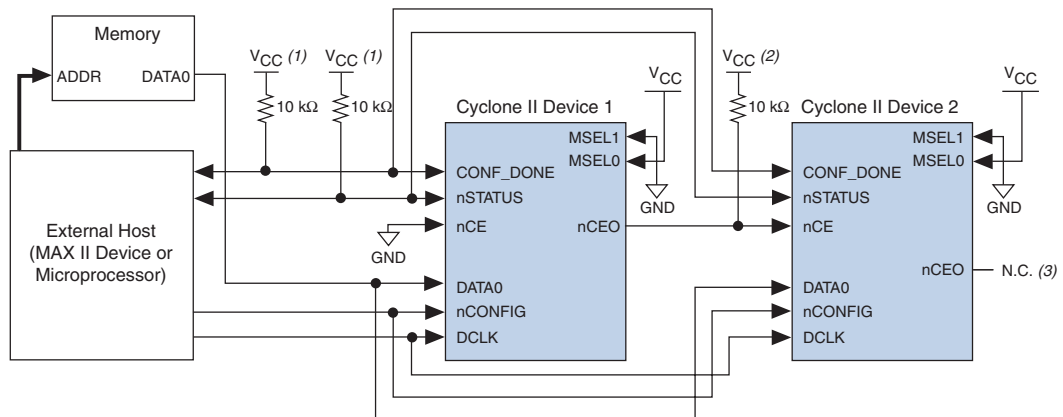 Memory
ADDR DATA0
VCC (1)
10 kΩ
VCC (1)
10 kΩ
External Host
(MAX II Device or
Microprocessor)
GND
Cyclone II Device 1
MSEL1
MSEL0
CONF_DONE
nSTATUS
nCE
nCEO
DATA0
nCONFIG
DCLK
VCC
GND
VCC (2)
10 kΩ
Cyclone II Device 2
MSEL1
MSEL0
CONF_DONE
nSTATUS
nCE
nCEO
N.C. (3)
DATA0
nCONFIG
DCLK
VCC
GND